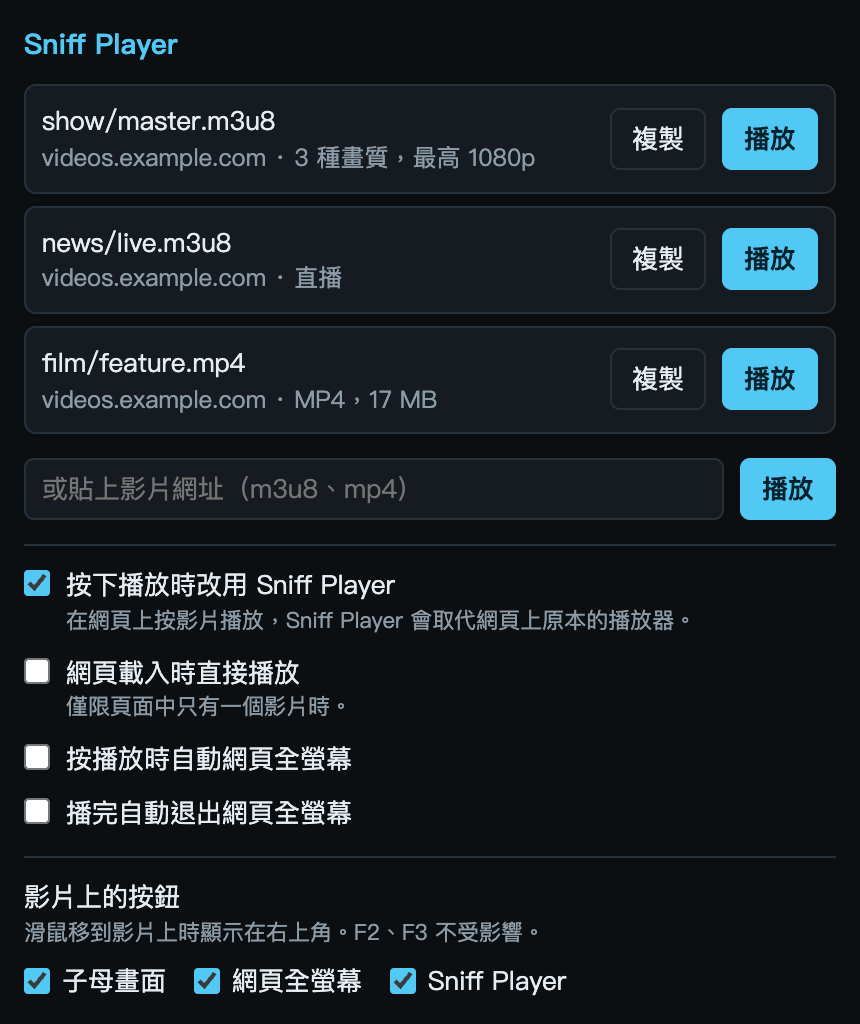 Sniff Player
show/master.m3u8
複製
播放
videos.example.com · 3 種畫質，最高 1080p
news/live.m3u8
複製
播放
videos.example.com · 直播
film/feature.mp4
複製
播放
videos.example.com · MP4，17 MB
或貼上影片網址（m3u8、mp4）
播放
按下播放時改用 Sniff Player
在網頁上按影片播放，Sniff Player 會取代網頁上原本的播放器。
網頁載入時直接播放
僅限頁面中只有一個影片時。
按播放時自動網頁全螢幕
播完自動退出網頁全螢幕
影片上的按鈕
滑鼠移到影片上時顯示在右上角。F2、F3 不受影響。
子母畫面
網頁全螢幕
Sniff Player